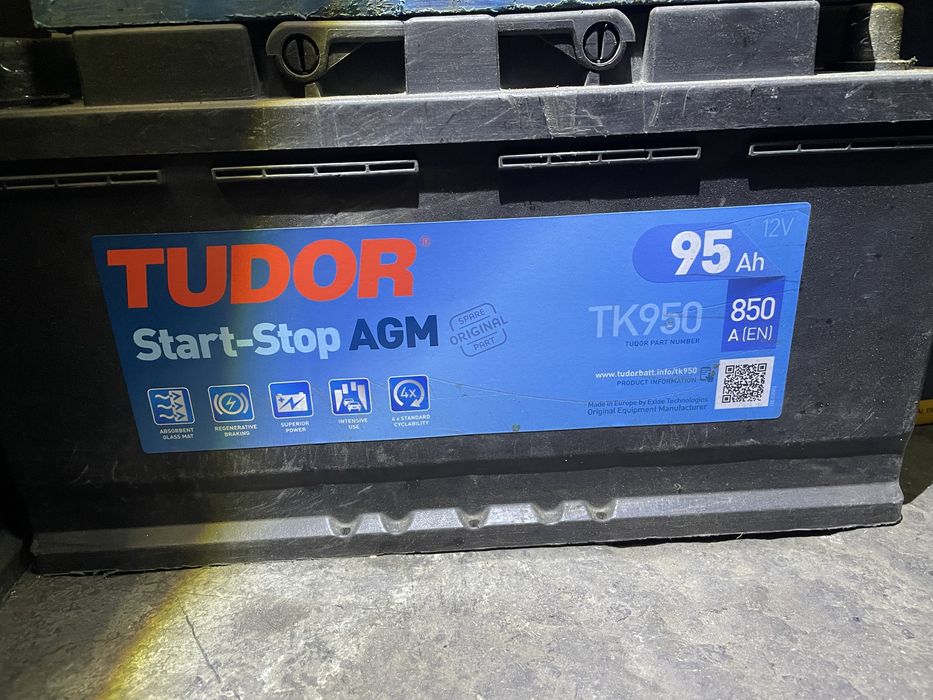 TUDOR®
Start-Stop AGM
SPARE
ORIGINAL
PART
12V
95 Ah
TK950
TUDOR PART NUMBER
850
A (EN)
www.tudorbatt.info/tk950
PRODUCT INFORMATION
Made in Europe by Exide Technologies
Original Equipment Manufacturer
ABSORBENT
GLASS MAT
REGENERATIVE
BRAKING
SUPERIOR
POWER
INTENSIVE
USE
4x
4 x STANDARD
CYCLABILITY